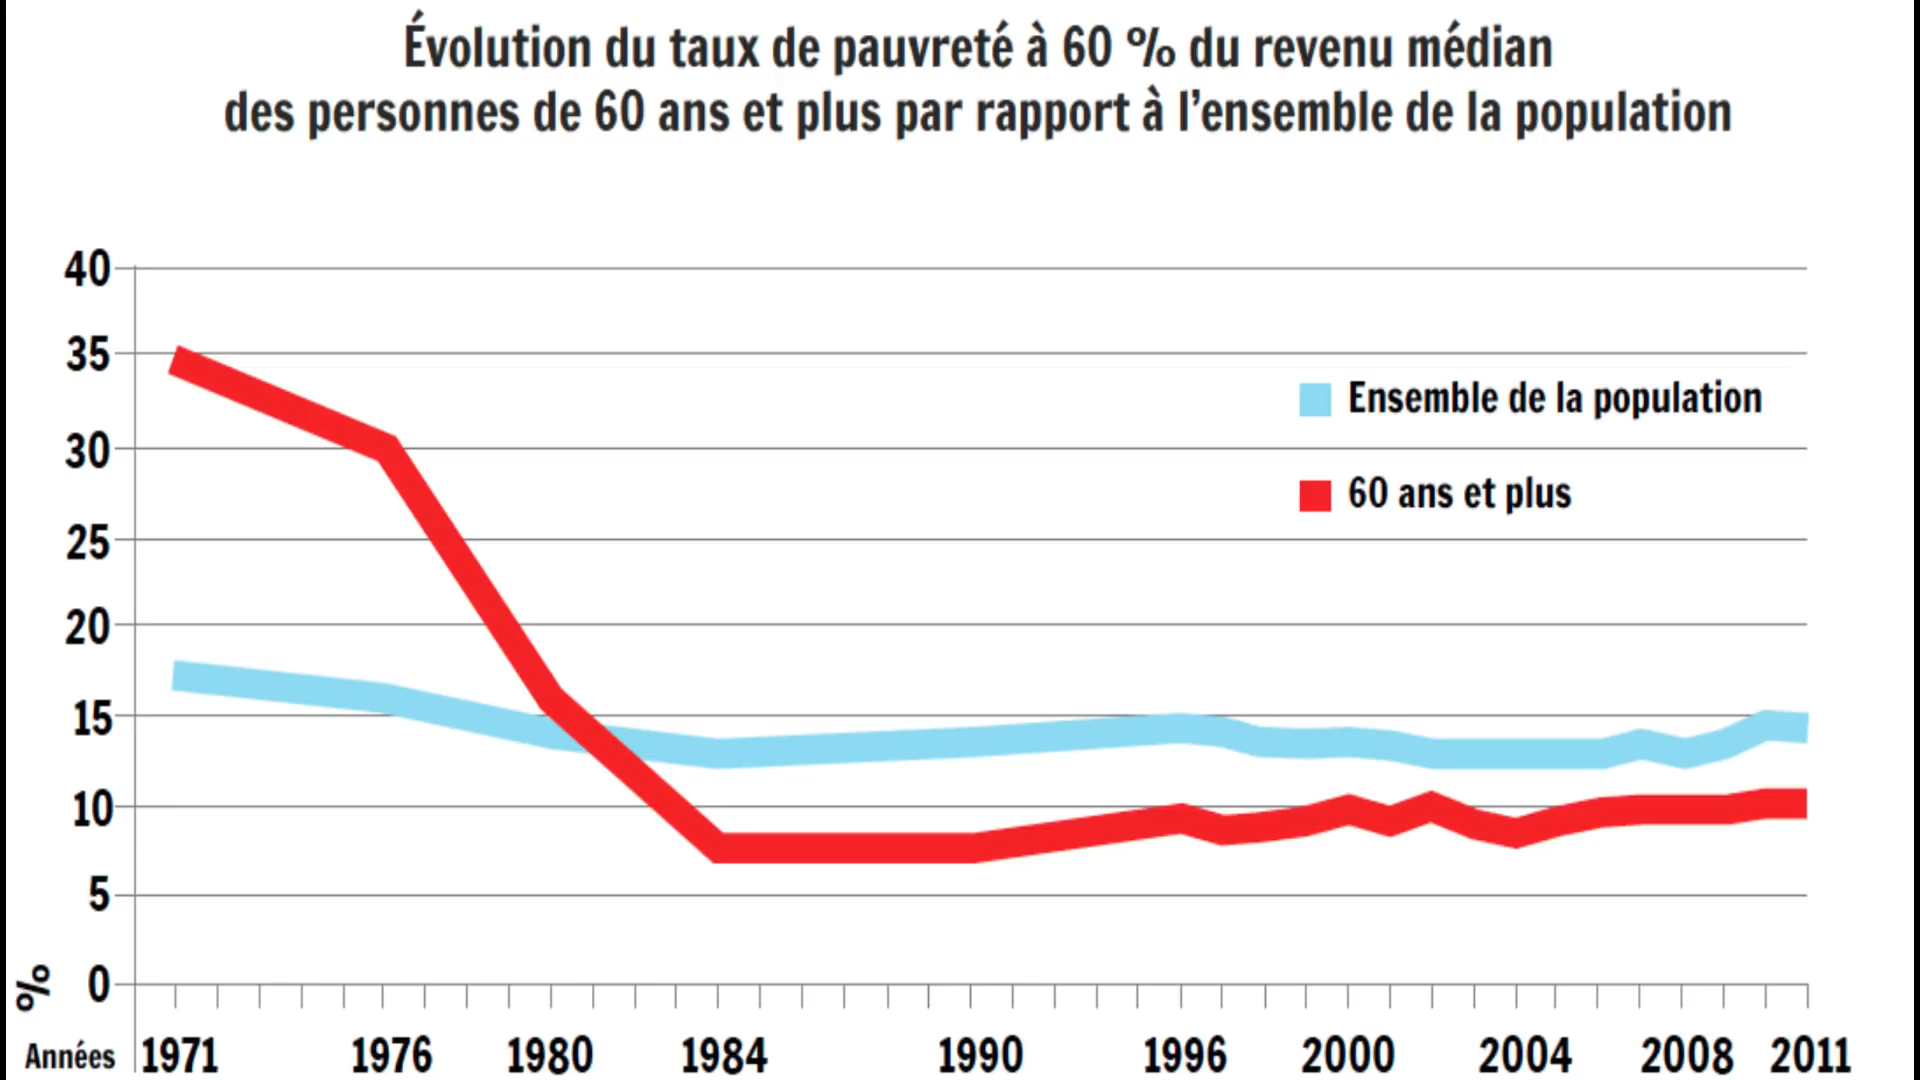 Évolution du taux de pauvreté à 60 % du revenu médian
des personnes de 60 ans et plus par rapport à l’ensemble de la population
40
35
30
25
20
15
10
5
0
%
Ensemble de la population
60 ans et plus
Années 1971 1976 1980 1984 1990 1996 2000 2004 2008 2011